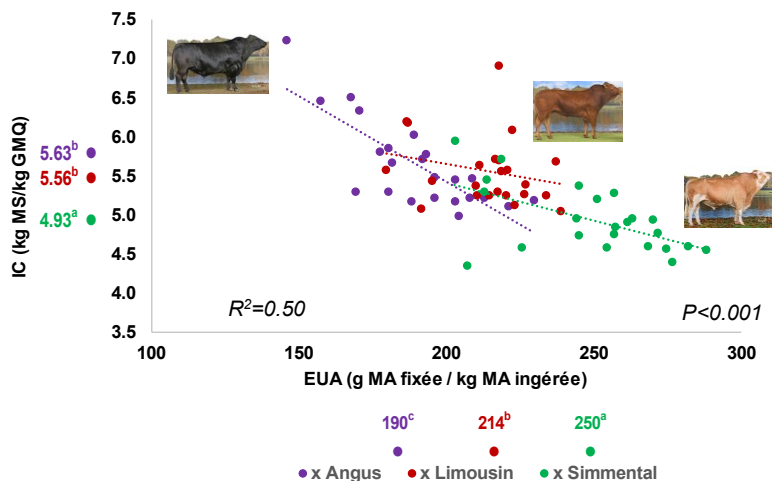 7.5
7.0
6.5
6.0
5.5
5.0
4.5
4.0
3.5
IC (kg MS/kg GMQ)
5.63ᵇ
5.56ᵇ
4.93ᵃ
R²=0.50
P<0.001
100 150 200 250 300
EUA (g MA fixée / kg MA ingérée)
190ᶜ 214ᵇ 250ᵃ
x Angus x Limousin x Simmental